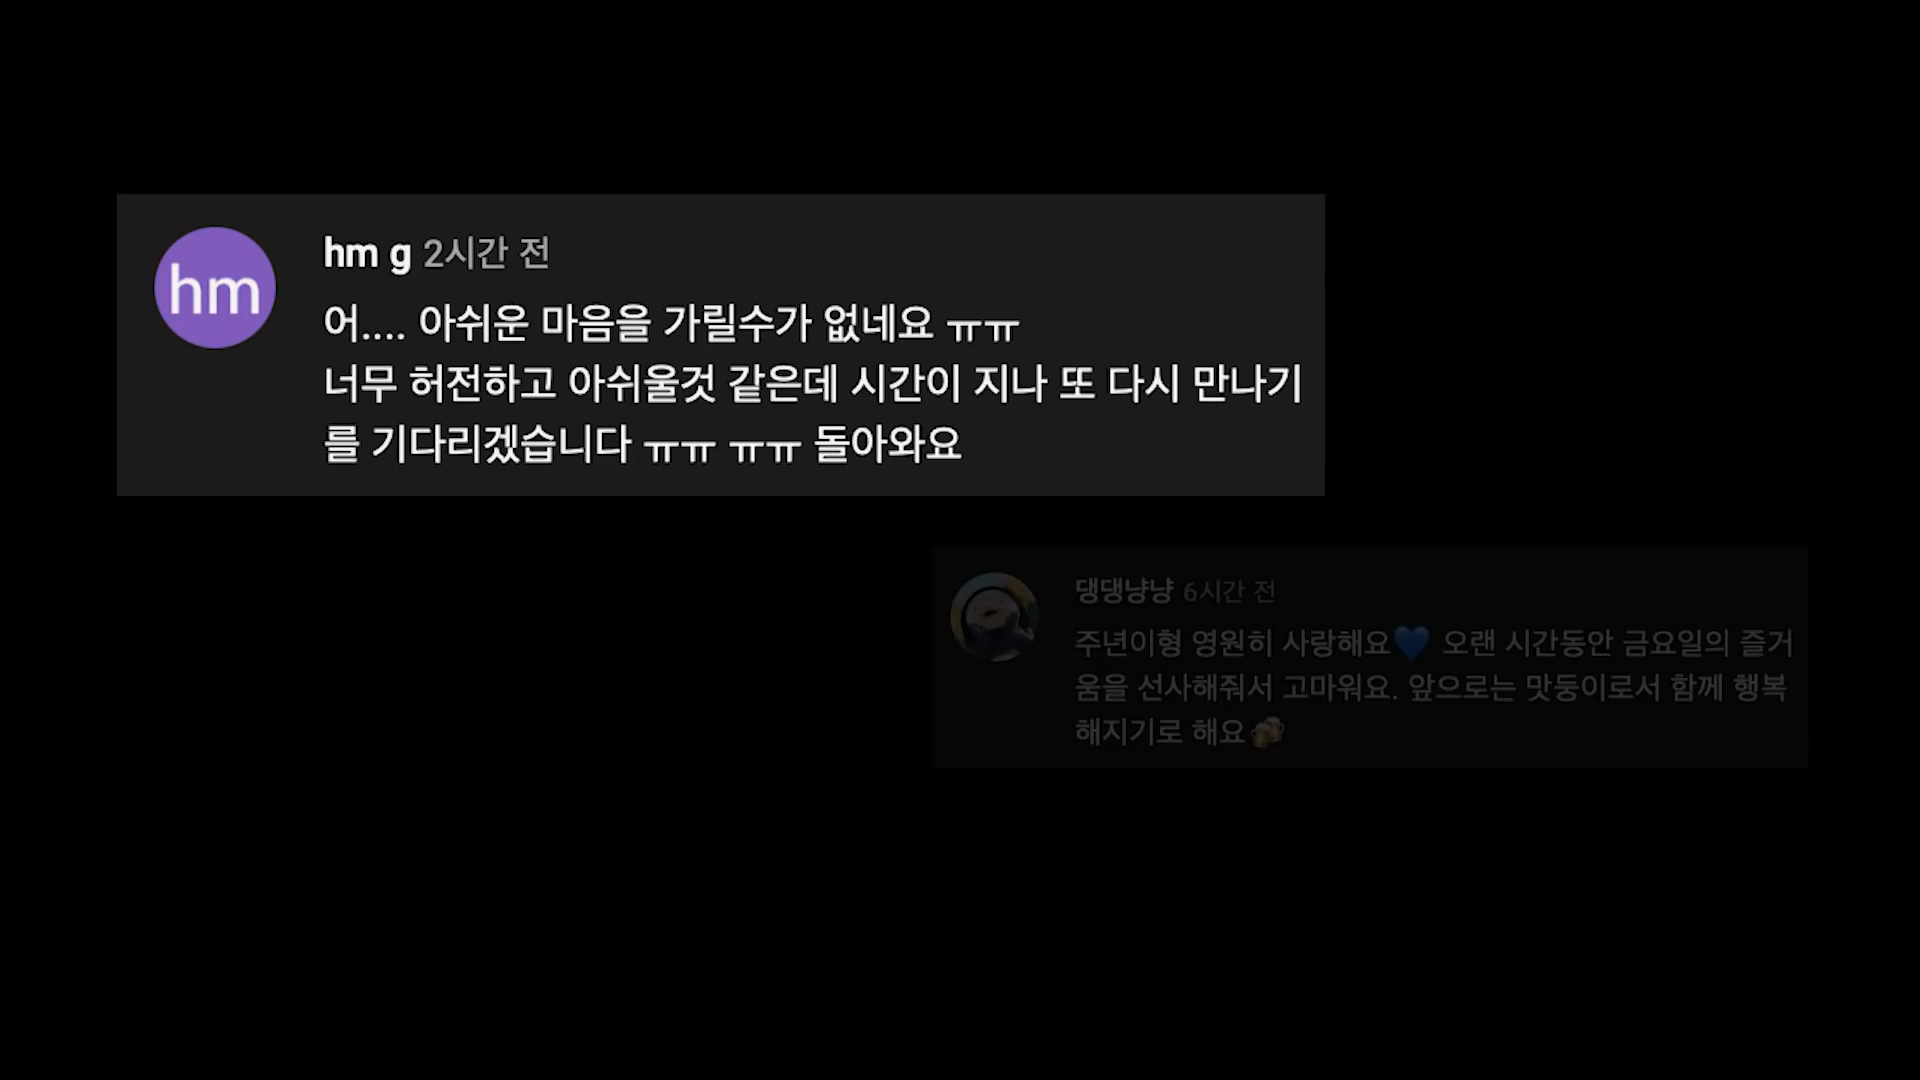 hm
hm g 2시간 전
어.... 아쉬운 마음을 가릴수가 없네요 ㅠㅠ
너무 허전하고 아쉬울것 같은데 시간이 지나 또 다시 만나기
를 기다리겠습니다 ㅠㅠ ㅠㅠ 돌아와요
댕댕냥냥 6시간 전
주년이형 영원히 사랑해요💙 오랜 시간동안 금요일의 즐거
움을 선사해줘서 고마워요. 앞으로는 맛둥이로서 함께 행복
해지기로 해요🍻